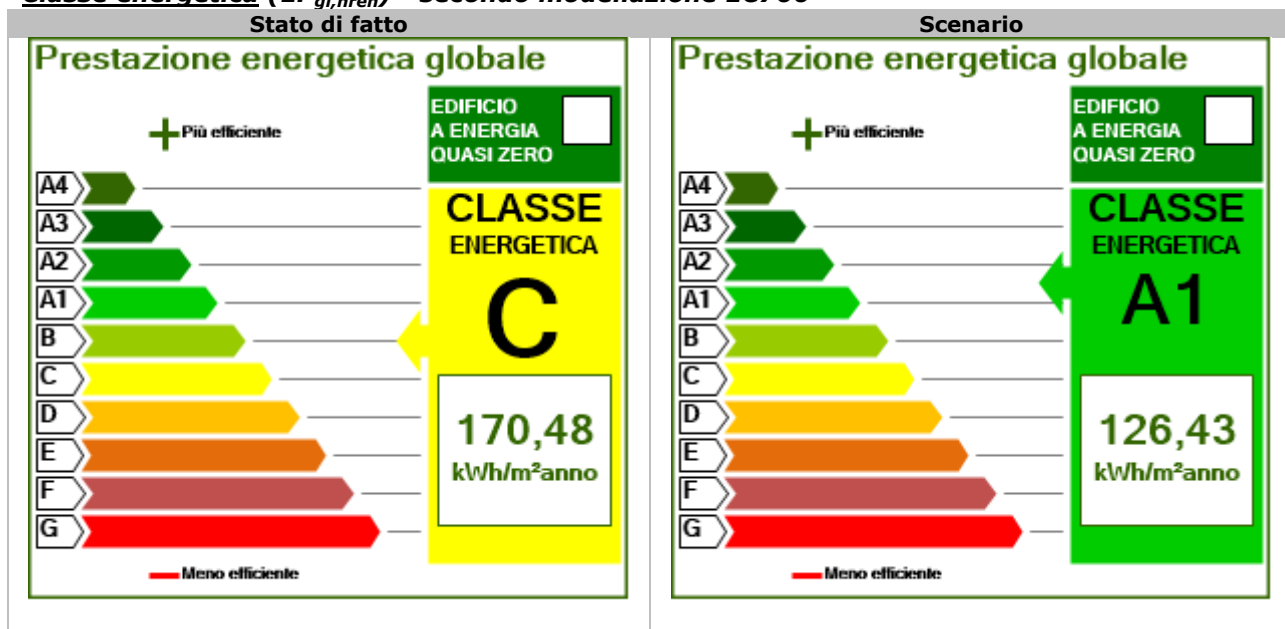 Stato di fatto
Scenario
Prestazione energetica globale
EDIFICIO
A ENERGIA
QUASI ZERO
Più efficiente
A4
A3
A2
A1
B
C
D
E
F
G
CLASSE
ENERGETICA
C
170,48
kWh/m²anno
Meno efficiente
Prestazione energetica globale
EDIFICIO
A ENERGIA
QUASI ZERO
Più efficiente
A4
A3
A2
A1
B
C
D
E
F
G
CLASSE
ENERGETICA
A1
126,43
kWh/m²anno
Meno efficiente